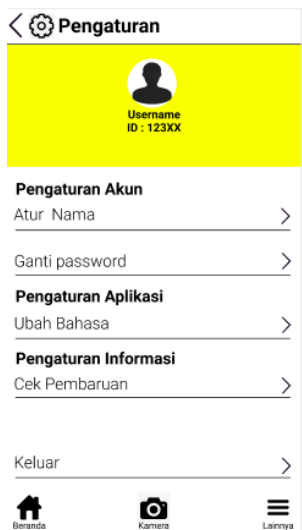 Pengaturan
Username
ID : 123XX
Pengaturan Akun
Atur Nama
Ganti password
Pengaturan Aplikasi
Ubah Bahasa
Pengaturan Informasi
Cek Pembaruan
Keluar
Beranda Kamera Lainnya